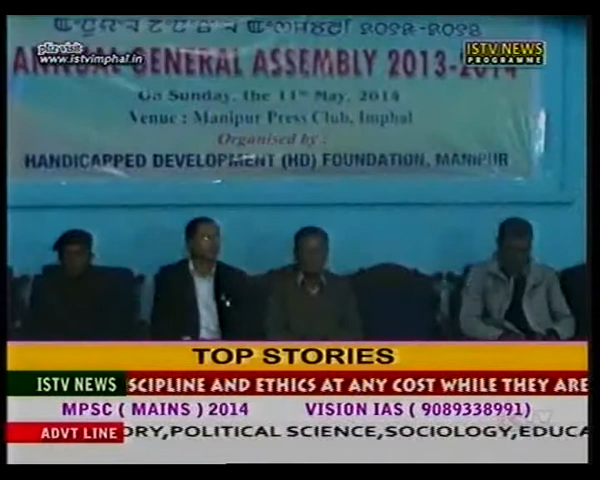 plz visit
www.istvimphal.in
ISTV NEWS
PROGRAMME
ANNUAL GENERAL ASSEMBLY 2013-2014
On Sunday, the 11th May, 2014
Venue : Manipur Press Club, Imphal
Organised by :
HANDICAPPED DEVELOPMENT (HD) FOUNDATION, MANIPUR
TOP STORIES
ISTV NEWS SCIPLINE AND ETHICS AT ANY COST WHILE THEY ARE
MPSC ( MAINS ) 2014 VISION IAS ( 9089338991)
ADVT LINE ORY,POLITICAL SCIENCE,SOCIOLOGY,EDUCA